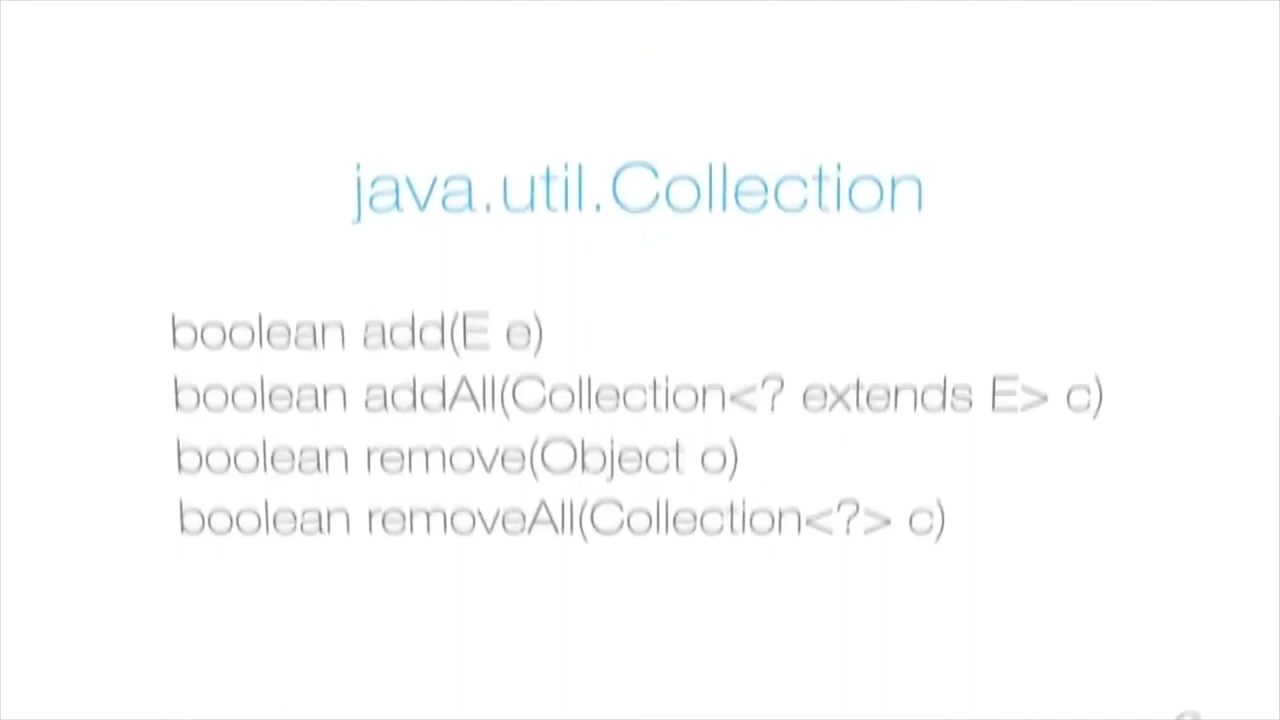 java.util.Collection
boolean add(E e)
boolean addAll(Collection<? extends E> c)
boolean remove(Object o)
boolean removeAll(Collection<?> c)